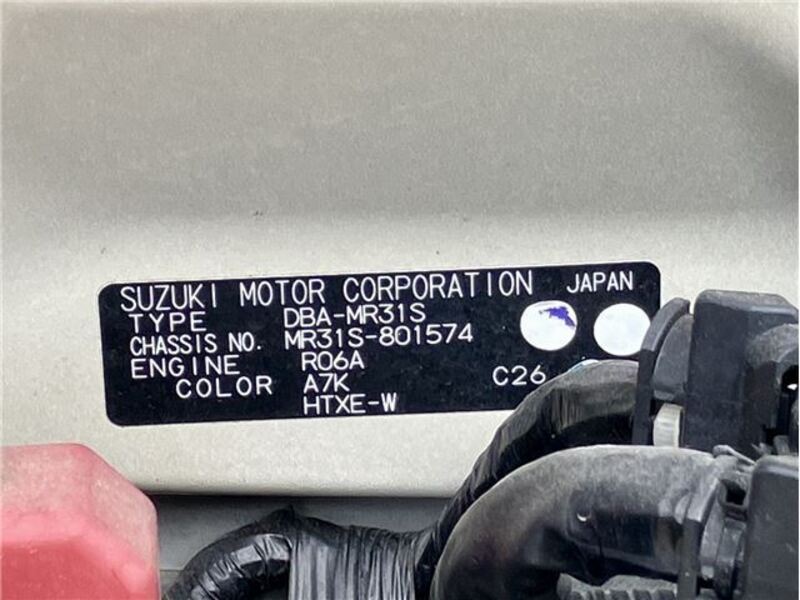 SUZUKI MOTOR CORPORATION JAPAN
TYPE DBA-MR31S
CHASSIS NO. MR31S-801574
ENGINE R06A
COLOR A7K C26
HTXE-W